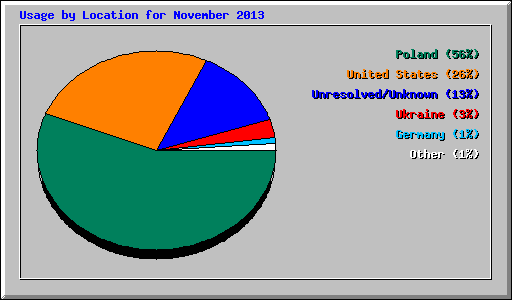 Usage by Location for November 2013
Poland (56%)
United States (26%)
Unresolved/Unknown (13%)
Ukraine (3%)
Germany (1%)
Other (1%)